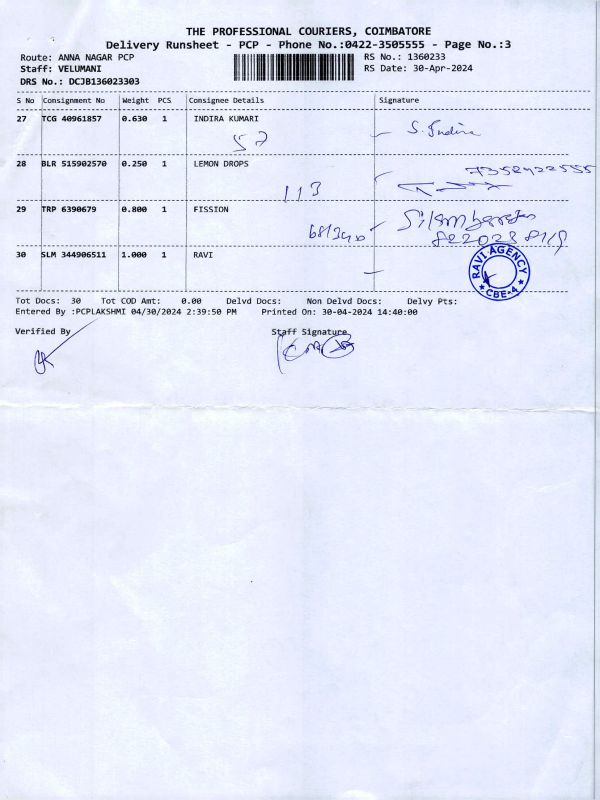 THE PROFESSIONAL COURIERS, COIMBATORE
Delivery Runsheet - PCP - Phone No.:0422-3505555 - Page No.:3
Route: ANNA NAGAR PCP RS No.: 1360233
Staff: VELUMANI RS Date: 30-Apr-2024
DRS No.: DCJB136023303
S No Consignment No Weight PCS Consignee Details Signature
27 TCG 40961857 0.630 1 INDIRA KUMARI
57 S. Indira
28 BLR 515902570 0.250 1 LEMON DROPS
113
29 TRP 6390679 0.800 1 FISSION
30 SLM 344906511 1.000 1 RAVI
RAVI AGENCY
★ CBE-4 ★
Tot Docs: 30 Tot COD Amt: 0.00 Delvd Docs: Non Delvd Docs: Delvy Pts:
Entered By :PCPLAKSHMI 04/30/2024 2:39:50 PM Printed On: 30-04-2024 14:40:00
Verified By Staff Signature